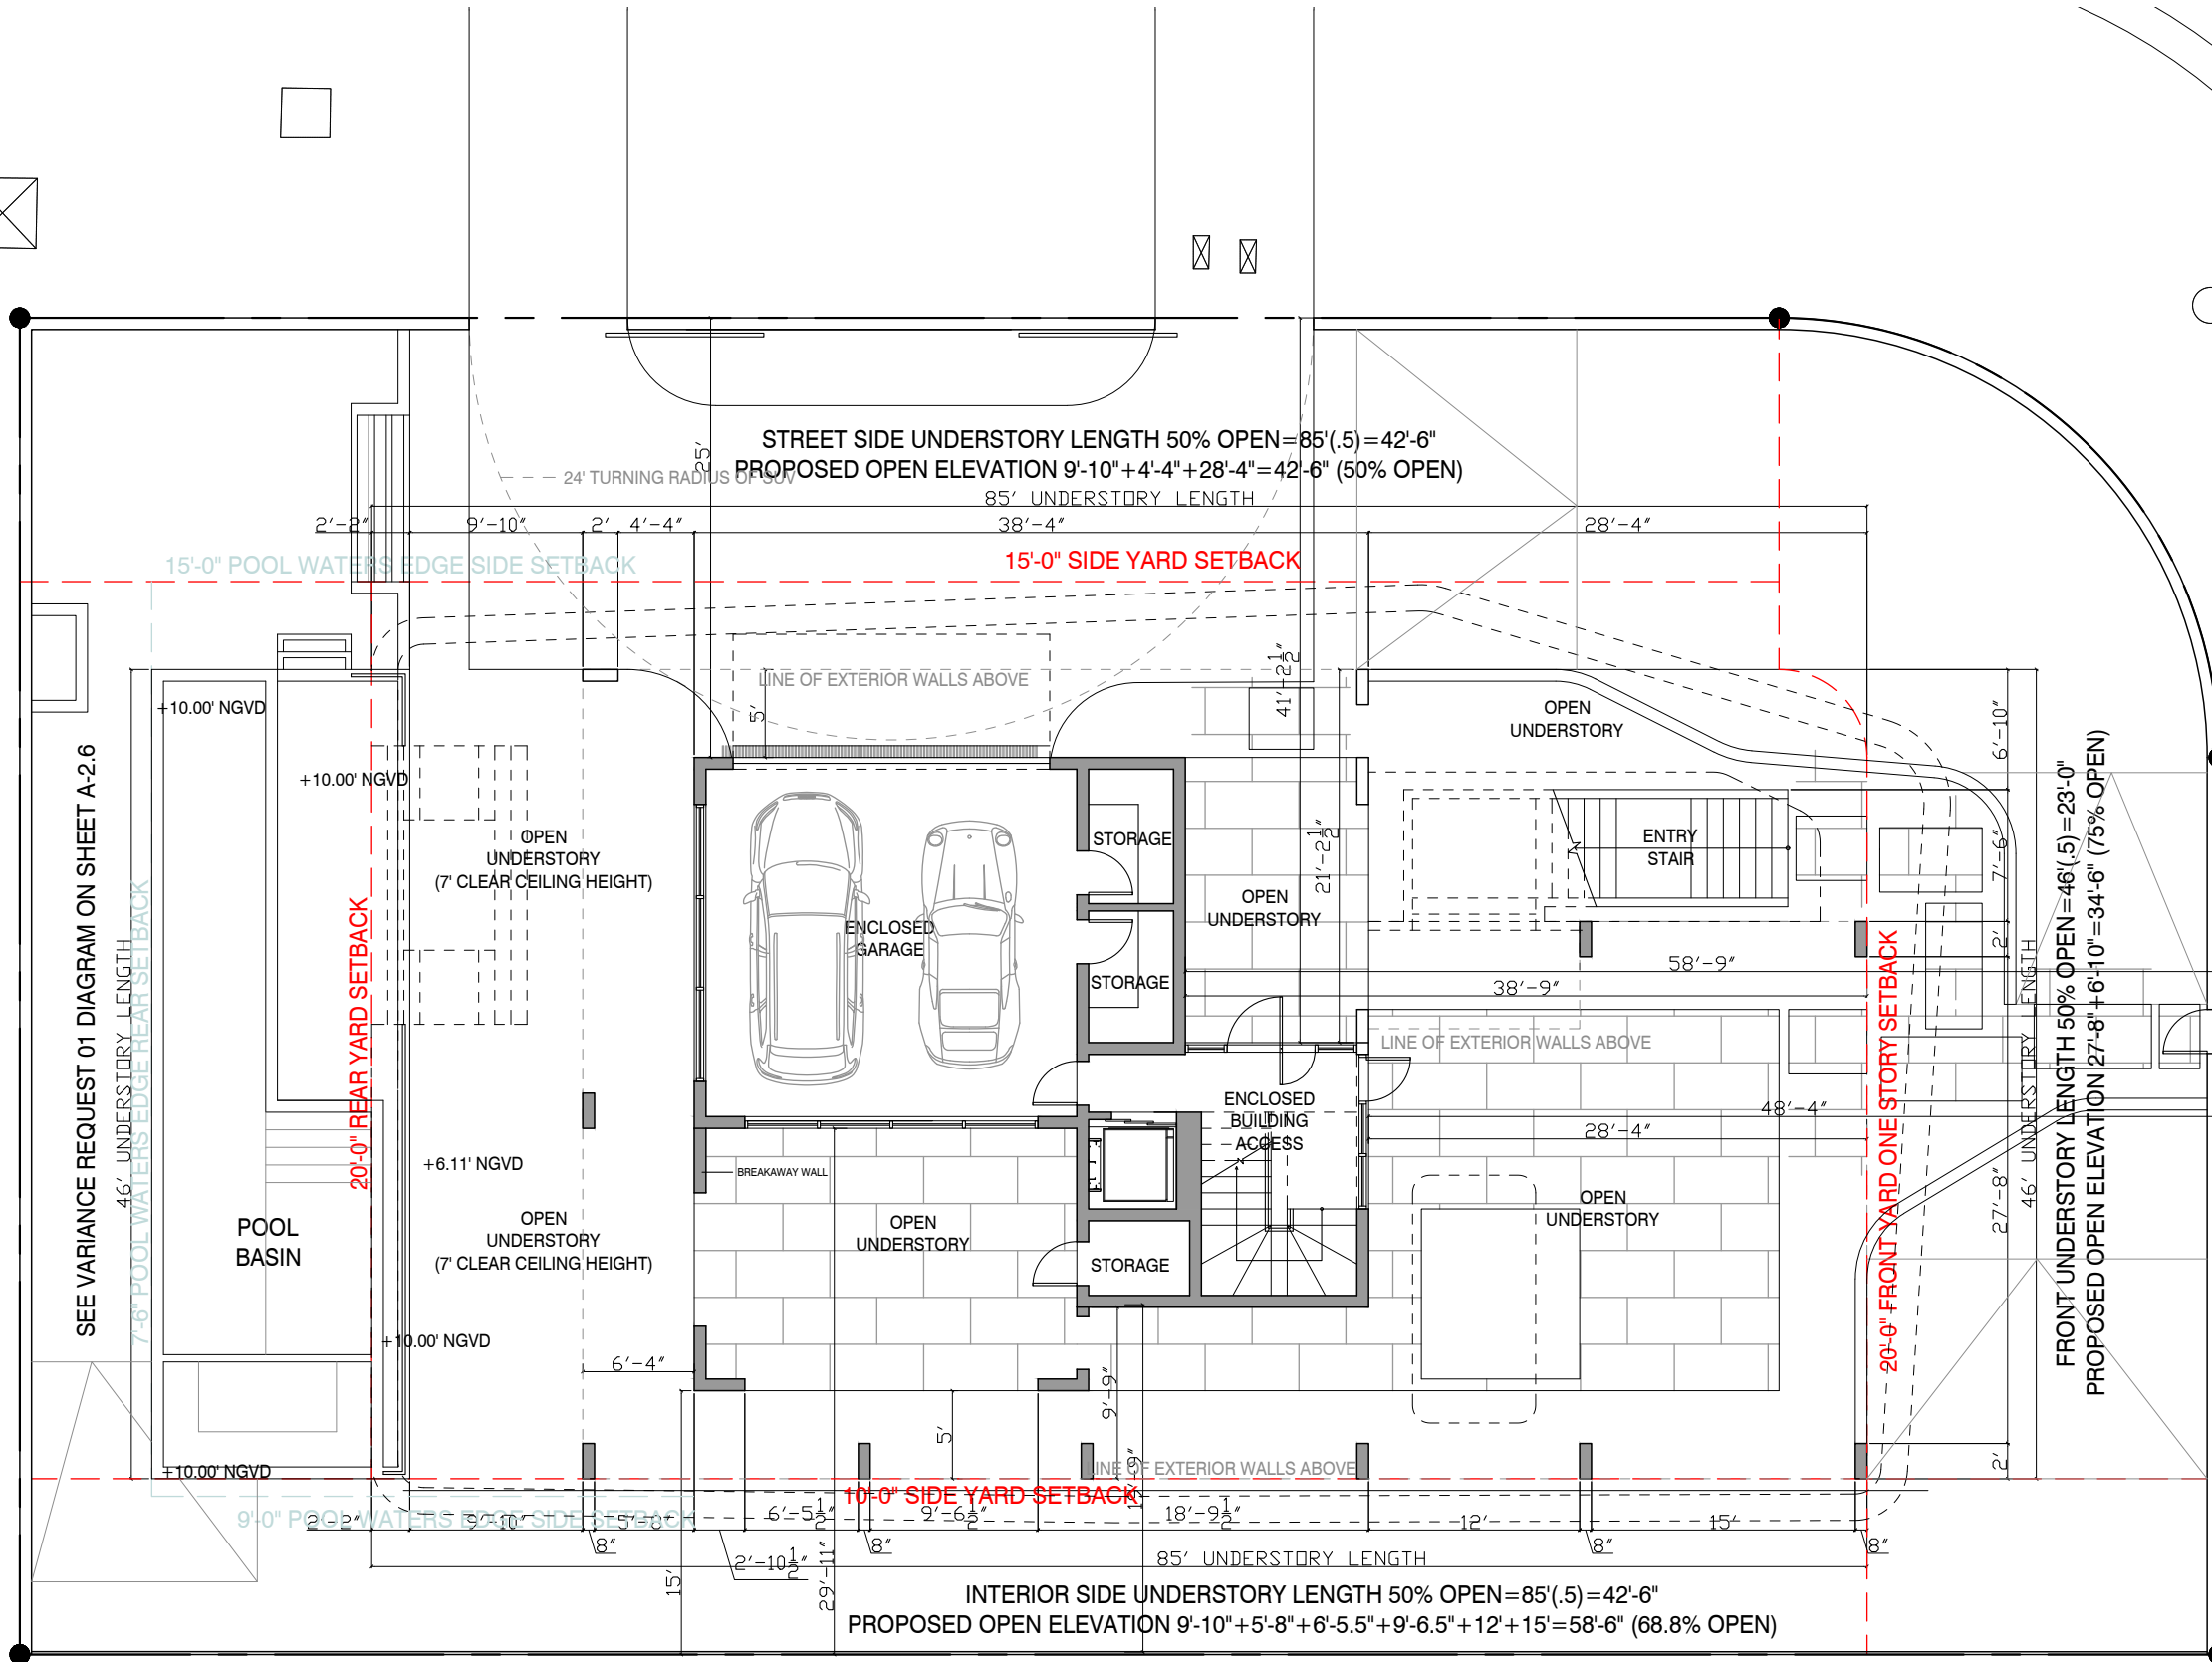 STREET SIDE UNDERSTORY LENGTH 50% OPEN=85'(.5)=42'-6"
PROPOSED OPEN ELEVATION 9'-10"+4'-4"+28'-4"=42'-6" (50% OPEN)
24' TURNING RADIUS OF SUV
25'
85' UNDERSTORY LENGTH
2'-2"
9'-10"
2'
4'-4"
38'-4"
28'-4"
15'-0" POOL WATERS EDGE SIDE SETBACK
15'-0" SIDE YARD SETBACK
LINE OF EXTERIOR WALLS ABOVE
5'
41'-2 1/2"
21'-2 1/2"
+10.00' NGVD
+10.00' NGVD
OPEN
UNDERSTORY
OPEN
UNDERSTORY
(7' CLEAR CEILING HEIGHT)
STORAGE
ENTRY
STAIR
OPEN
UNDERSTORY
ENCLOSED
GARAGE
STORAGE
58'-9"
38'-9"
LINE OF EXTERIOR WALLS ABOVE
SEE VARIANCE REQUEST 01 DIAGRAM ON SHEET A-2.6
46' UNDERSTORY LENGTH
7'-6" POOL WATERS EDGE REAR SETBACK
20'-0" REAR YARD SETBACK
ENCLOSED
BUILDING
ACCESS
48'-4"
28'-4"
+6.11' NGVD
BREAKAWAY WALL
POOL
BASIN
OPEN
UNDERSTORY
(7' CLEAR CEILING HEIGHT)
OPEN
UNDERSTORY
STORAGE
OPEN
UNDERSTORY
20'-0" FRONT YARD ONE STORY SETBACK
6'-10"
7'-6"
2'
27'-8"
2'
46' UNDERSTORY LENGTH
FRONT UNDERSTORY LENGTH 50% OPEN=46'(.5)=23'-0"
PROPOSED OPEN ELEVATION 27'-8"+6'-10"=34'-6" (75% OPEN)
+10.00' NGVD
6'-4"
9'-9"
5'
+10.00' NGVD
LINE OF EXTERIOR WALLS ABOVE
10'-0" SIDE YARD SETBACK
9'-0" POOL WATERS EDGE SIDE SETBACK
2'-2"
9'-10"
5'-8"
6'-5 1/2"
9'-6 1/2"
18'-9 1/2"
12'
15'
8"
2'-10 1/2"
8"
8"
8"
15'
29'-11"
85' UNDERSTORY LENGTH
INTERIOR SIDE UNDERSTORY LENGTH 50% OPEN=85'(.5)=42'-6"
PROPOSED OPEN ELEVATION 9'-10"+5'-8"+6'-5.5"+9'-6.5"+12'+15'=58'-6" (68.8% OPEN)